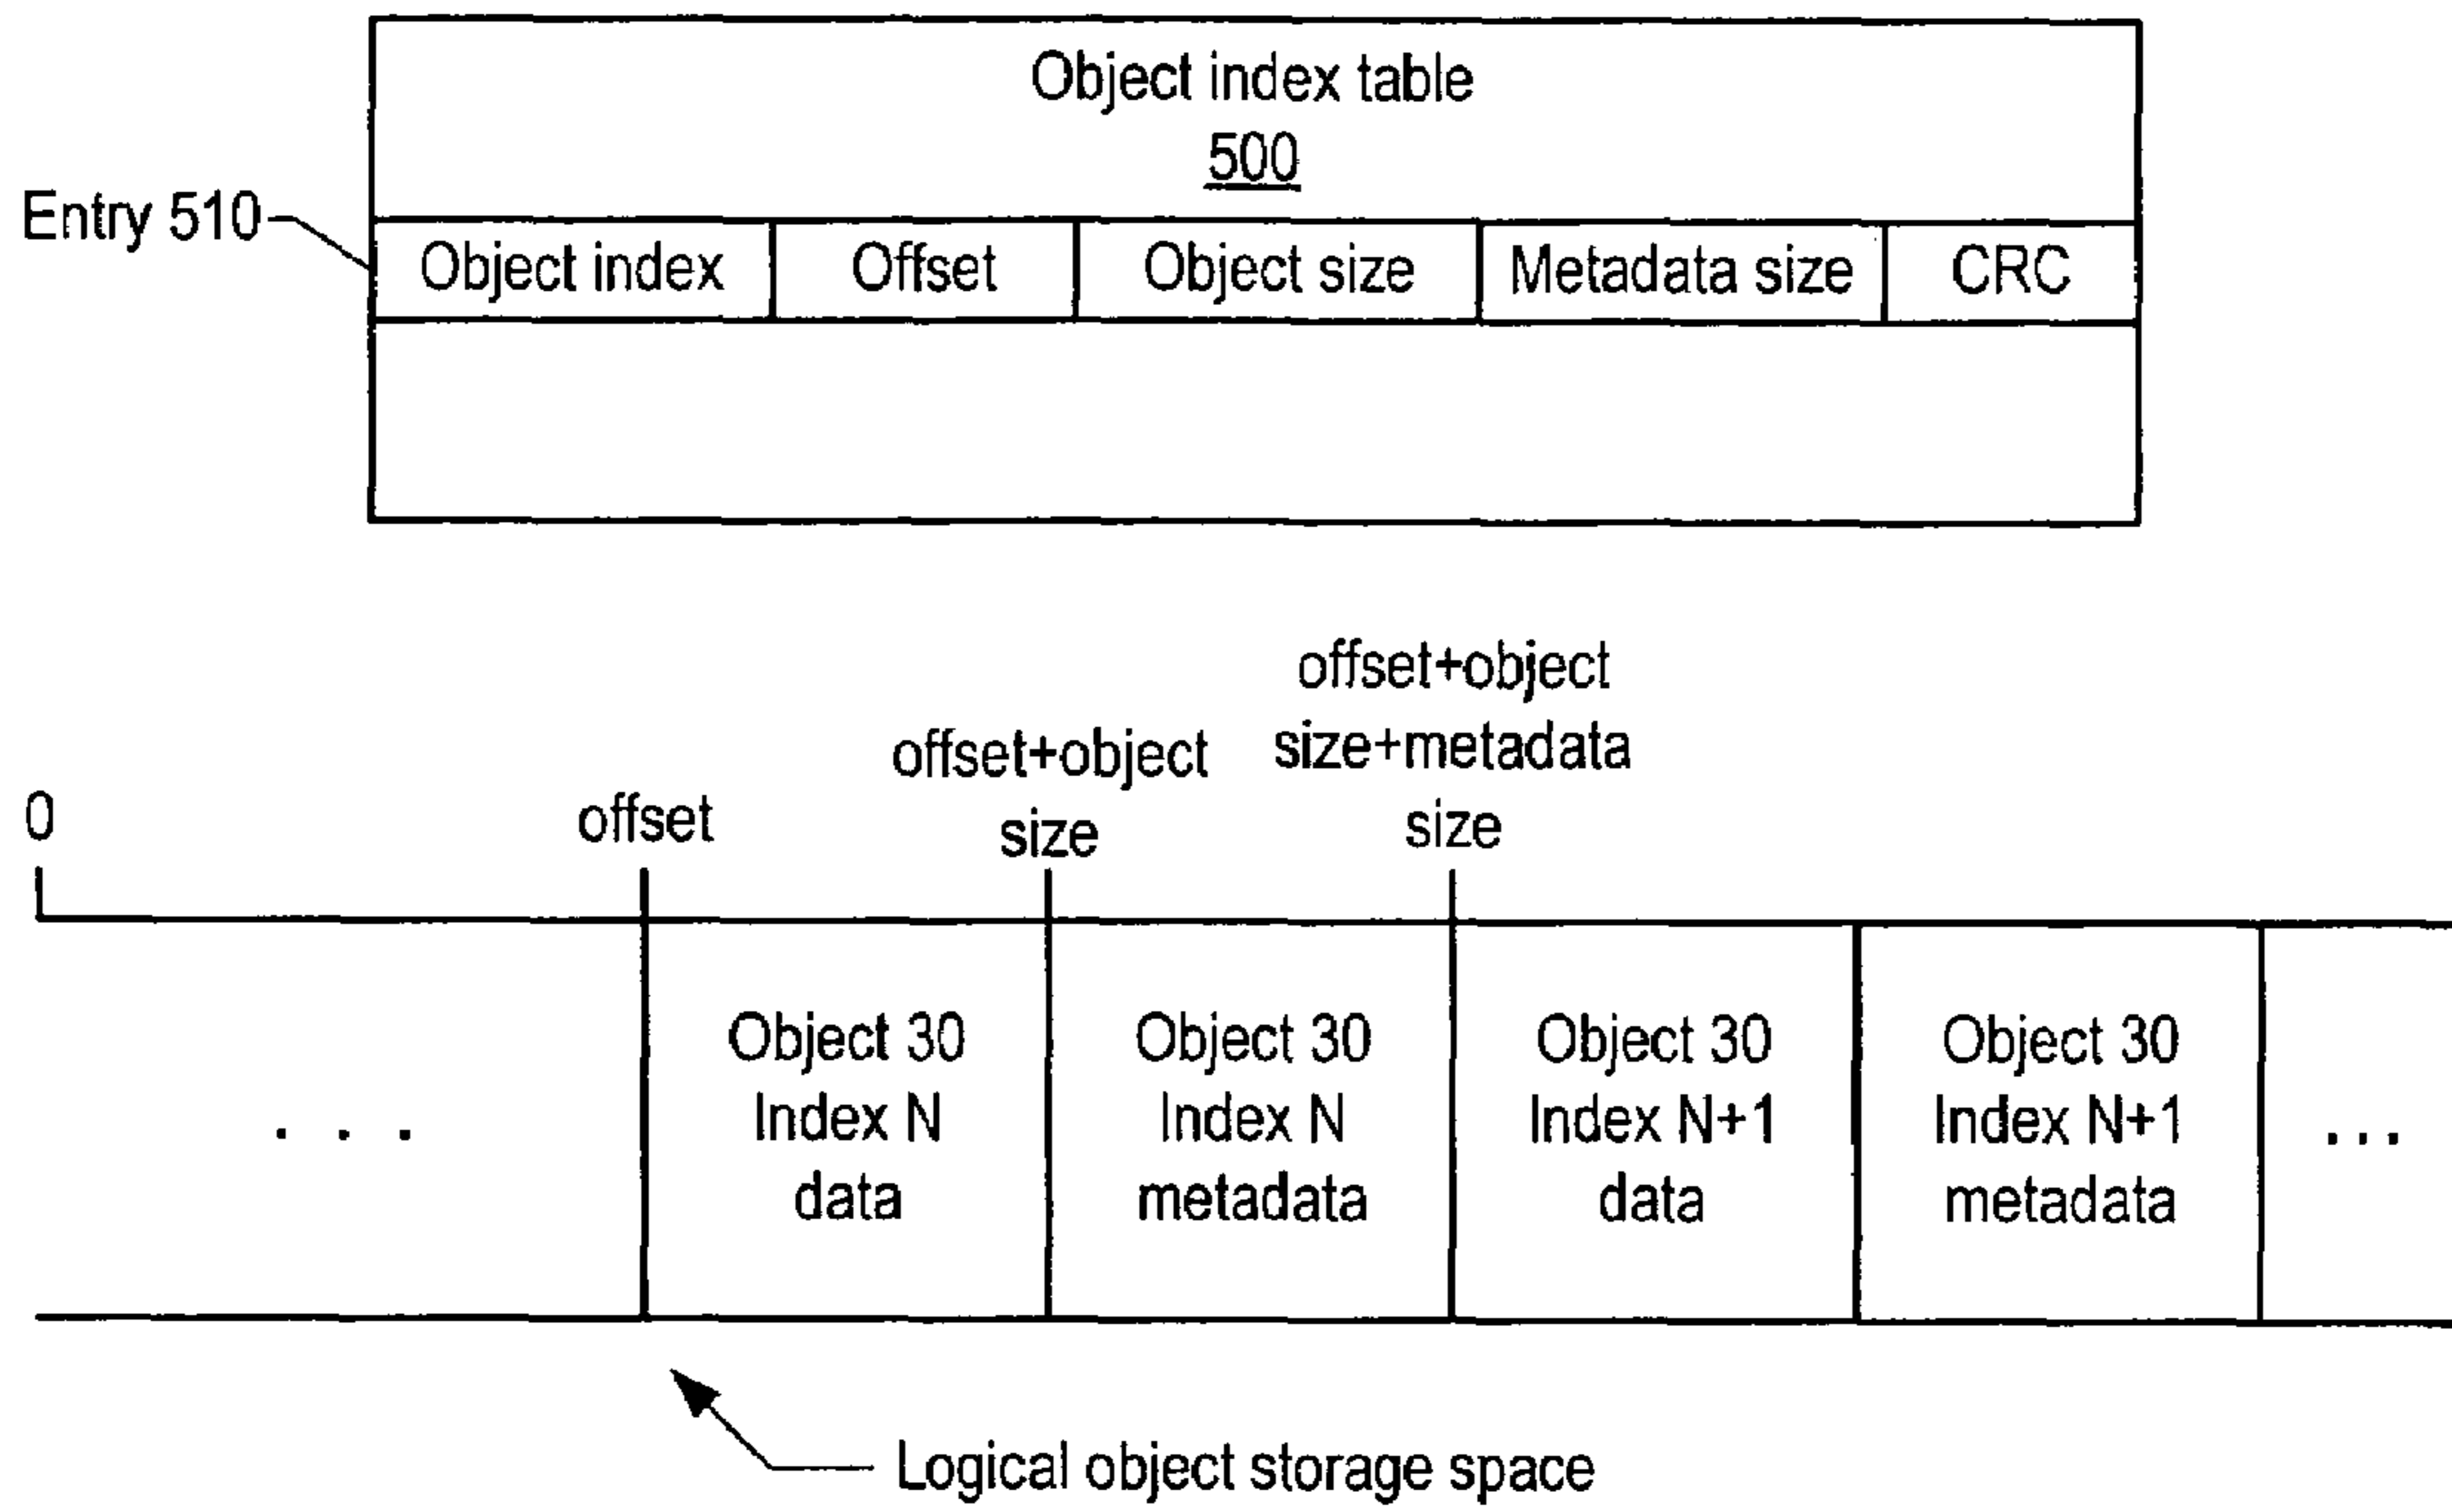 Object index table
500
Entry 510
Object index Offset Object size Metadata size CRC
offset+object
size+metadata
size
offset+object
size
offset
0
Object 30
Index N
data
Object 30
Index N
metadata
Object 30
Index N+1
data
Object 30
Index N+1
metadata
. . .
...
Logical object storage space